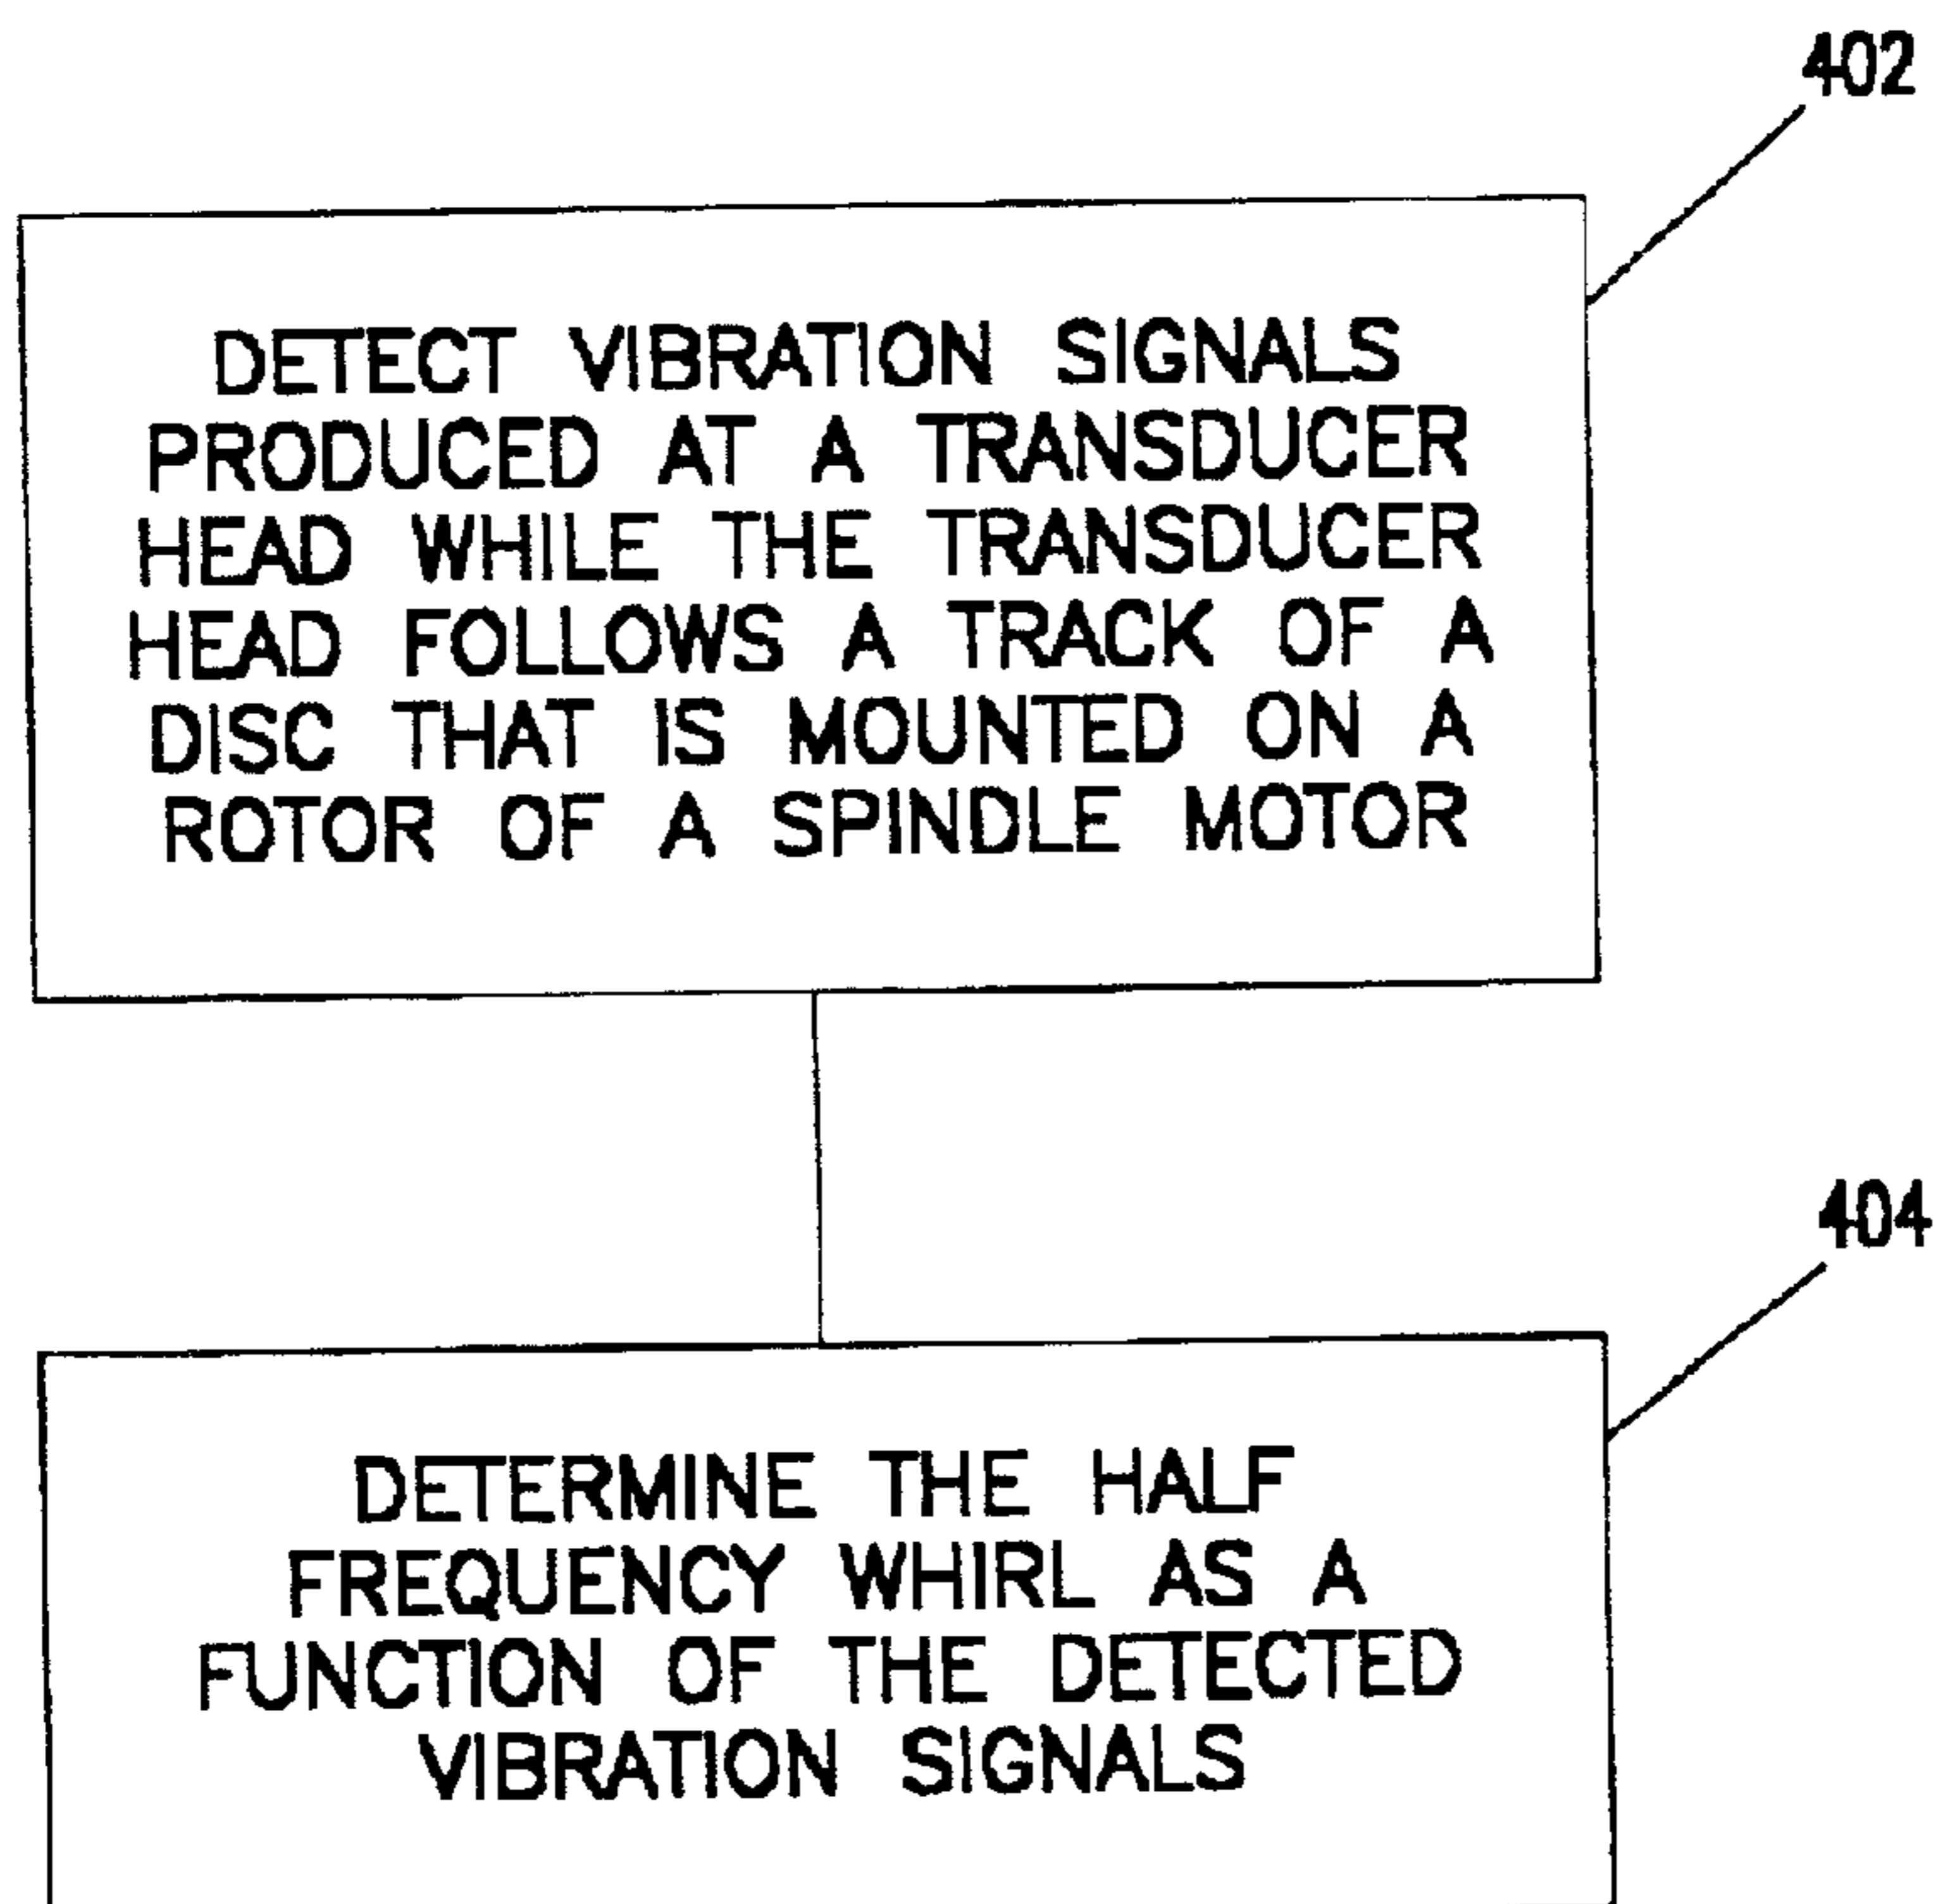 402
DETECT VIBRATION SIGNALS
PRODUCED AT A TRANSDUCER
HEAD WHILE THE TRANSDUCER
HEAD FOLLOWS A TRACK OF A
DISC THAT IS MOUNTED ON A
ROTOR OF A SPINDLE MOTOR
404
DETERMINE THE HALF
FREQUENCY WHIRL AS A
FUNCTION OF THE DETECTED
VIBRATION SIGNALS